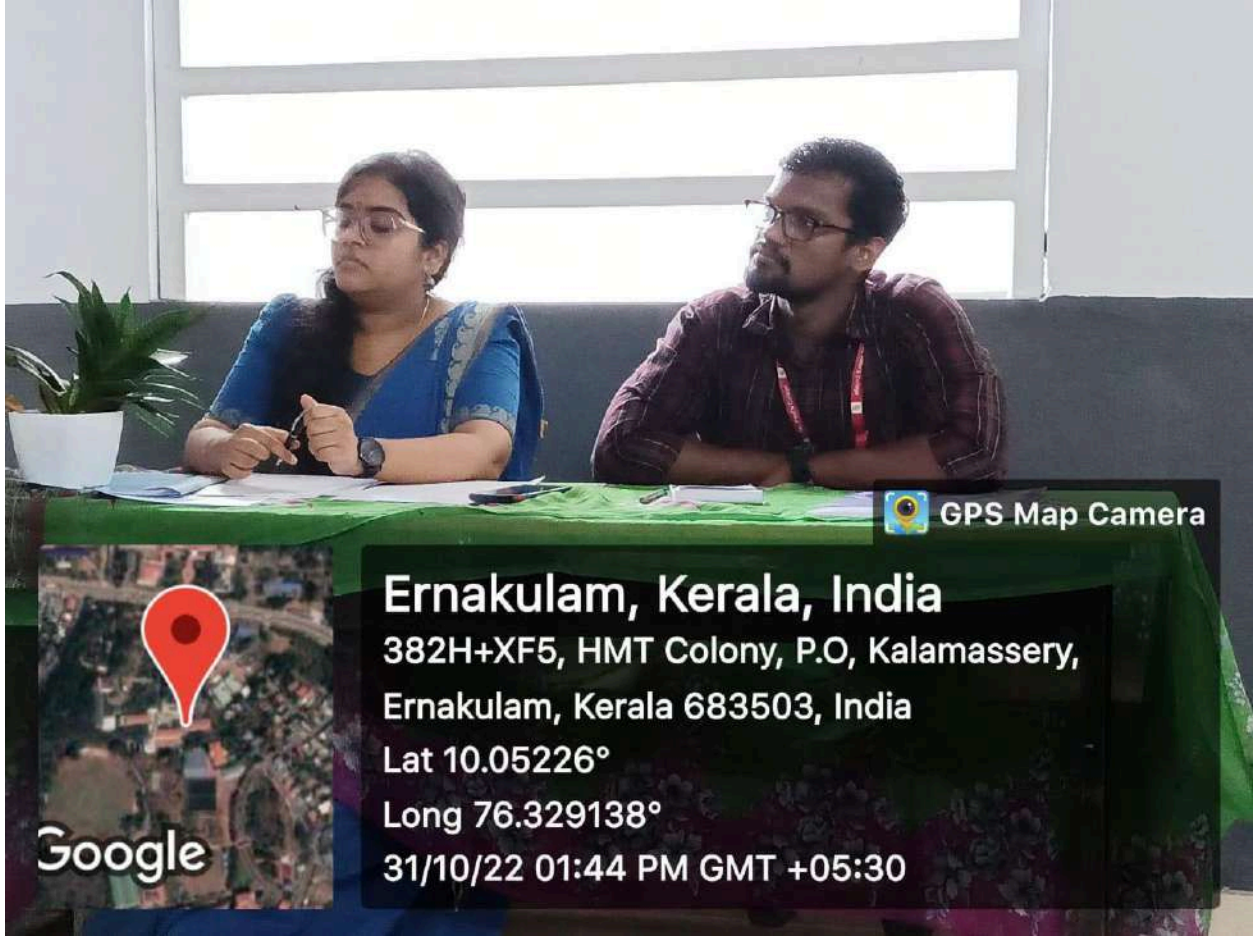 GPS Map Camera
Ernakulam, Kerala, India
382H+XF5, HMT Colony, P.O, Kalamassery,
Ernakulam, Kerala 683503, India
Lat 10.05226°
Long 76.329138°
31/10/22 01:44 PM GMT +05:30
Google